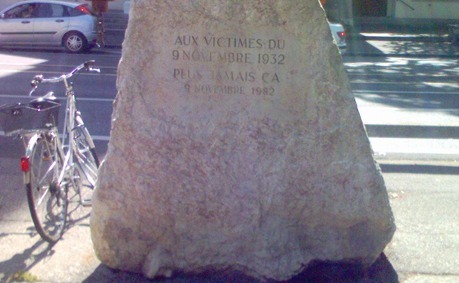 AUX VICTIMES DU
9 NOVEMBRE 1932
PLUS JAMAIS ÇA
9 NOVEMBRE 1982